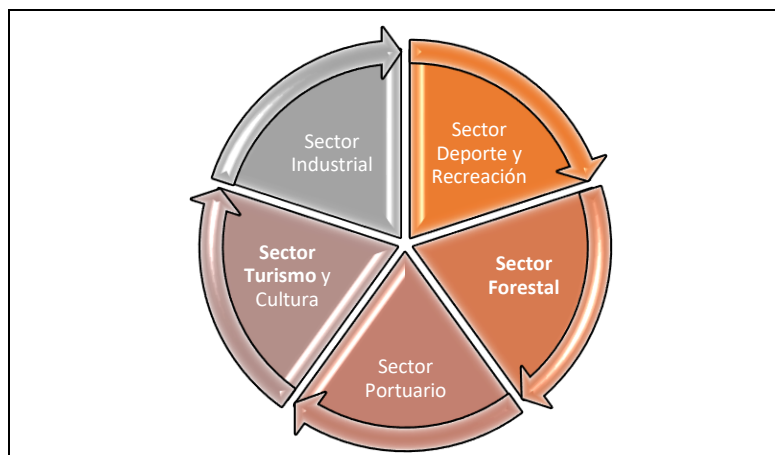 Sector
Industrial
Sector
Deporte y
Recreación
Sector
Turismo y
Cultura
Sector
Forestal
Sector
Portuario